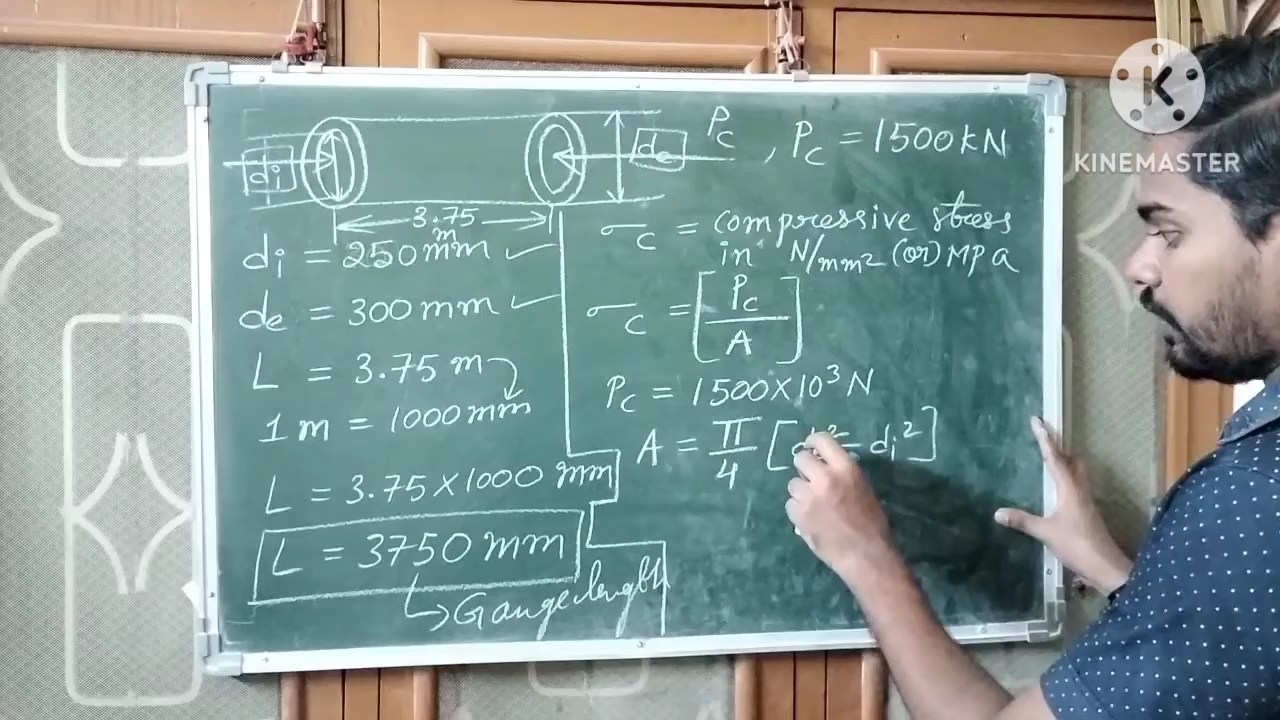 di
de
Pc , Pc = 1500 kN
3.75
m
di = 250 mm
de = 300 mm
L = 3.75 m
1 m = 1000 mm
L = 3.75 × 1000 mm
L = 3750 mm
Gauge length
σc = compressive stress
in N/mm² (or) MPa
σc = [Pc/A]
Pc = 1500×10³ N
A = π/4 [de² - di²]
K
KINEMASTER